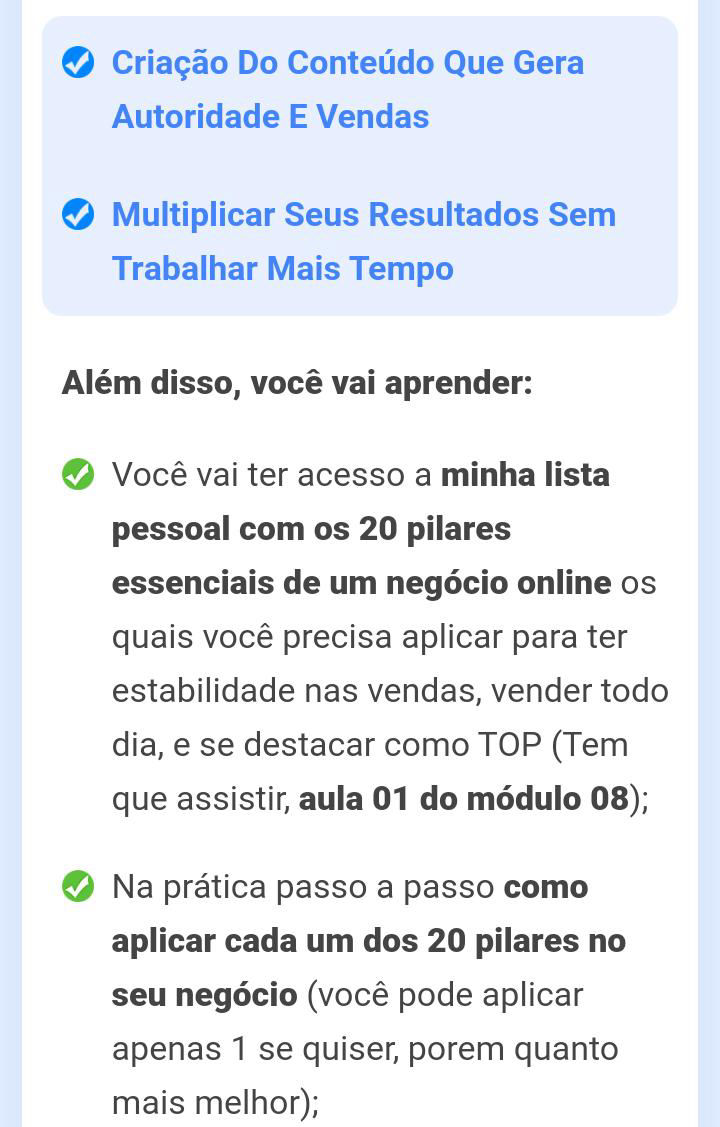 Criação Do Conteúdo Que Gera
Autoridade E Vendas
Multiplicar Seus Resultados Sem
Trabalhar Mais Tempo
Além disso, você vai aprender:
Você vai ter acesso a minha lista
pessoal com os 20 pilares
essenciais de um negócio online os
quais você precisa aplicar para ter
estabilidade nas vendas, vender todo
dia, e se destacar como TOP (Tem
que assistir, aula 01 do módulo 08);
Na prática passo a passo como
aplicar cada um dos 20 pilares no
seu negócio (você pode aplicar
apenas 1 se quiser, porem quanto
mais melhor);